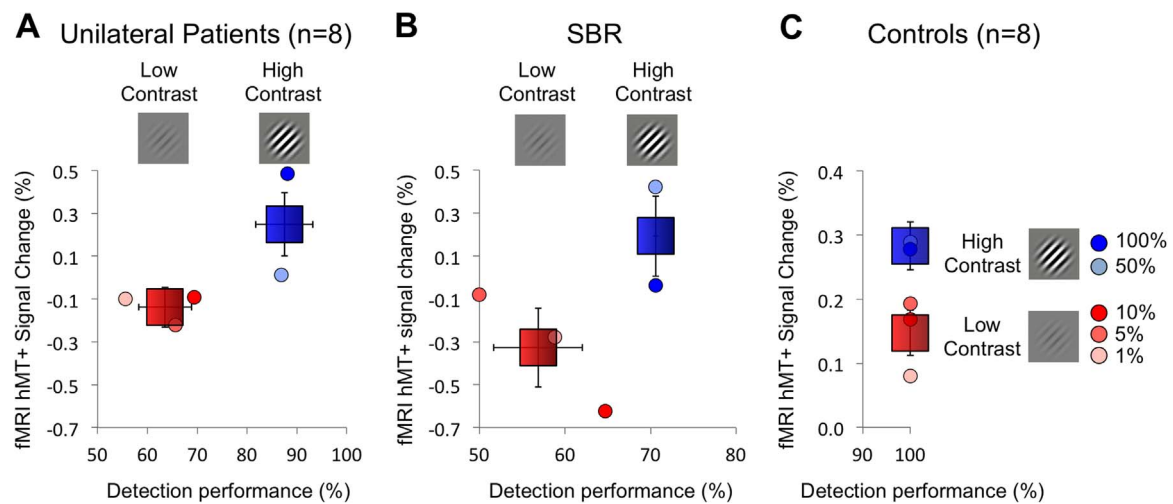 A
Unilateral Patients (n=8)
Low
Contrast
High
Contrast
fMRI hMT+ Signal Change (%)
0.5
0.3
0.1
-0.1
-0.3
-0.5
-0.7
50
60
70
80
90
100
Detection performance (%)
B
SBR
Low
Contrast
High
Contrast
fMRI hMT+ signal change (%)
0.5
0.3
0.1
-0.1
-0.3
-0.5
-0.7
50
60
70
80
Detection performance (%)
C
Controls (n=8)
fMRI hMT+ Signal Change (%)
0.4
0.3
0.2
0.1
0.0
90
100
Detection performance (%)
High
Contrast
100%
50%
Low
Contrast
10%
5%
1%